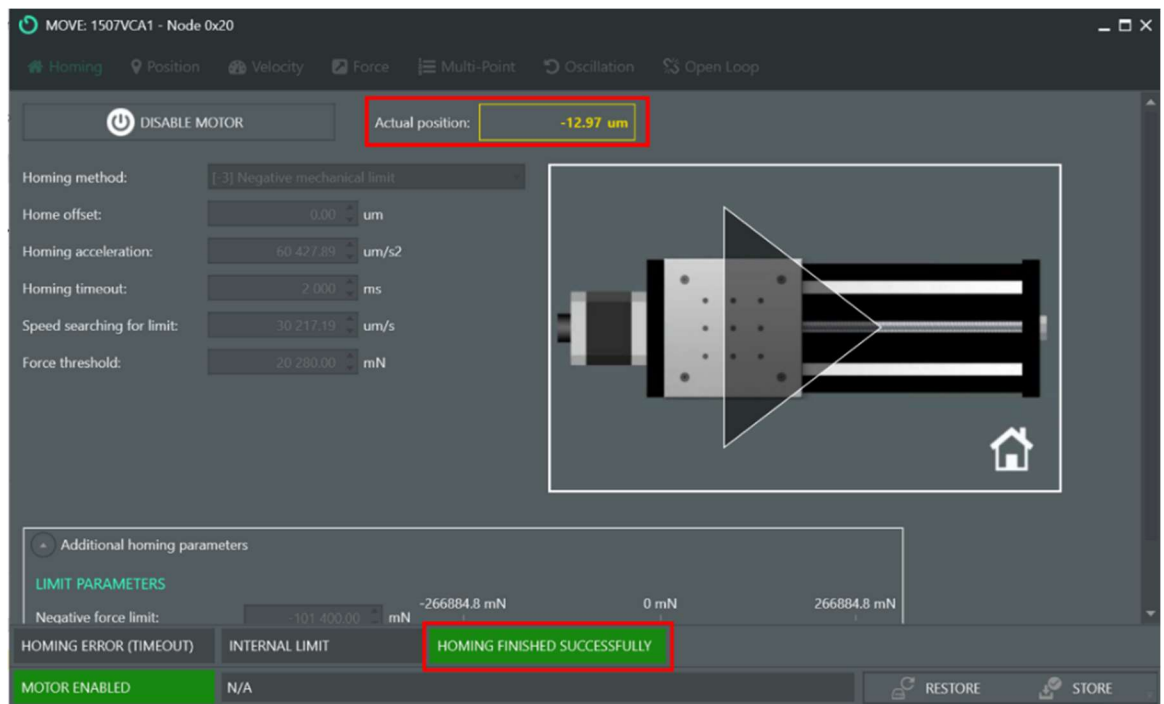 MOVE: 1507VCA1 - Node 0x20
Homing Position Velocity Force Multi-Point Oscillation Open Loop
DISABLE MOTOR Actual position: -12.97 um
Homing method: [-3] Negative mechanical limit
Home offset: 0.00 um
Homing acceleration: 60 427.89 um/s2
Homing timeout: 2 000 ms
Speed searching for limit: 30 217.19 um/s
Force threshold: 20 280.00 mN
Additional homing parameters
LIMIT PARAMETERS
-266884.8 mN 0 mN 266884.8 mN
Negative force limit: -101 400.00 mN
HOMING ERROR (TIMEOUT) INTERNAL LIMIT HOMING FINISHED SUCCESSFULLY
MOTOR ENABLED N/A RESTORE STORE